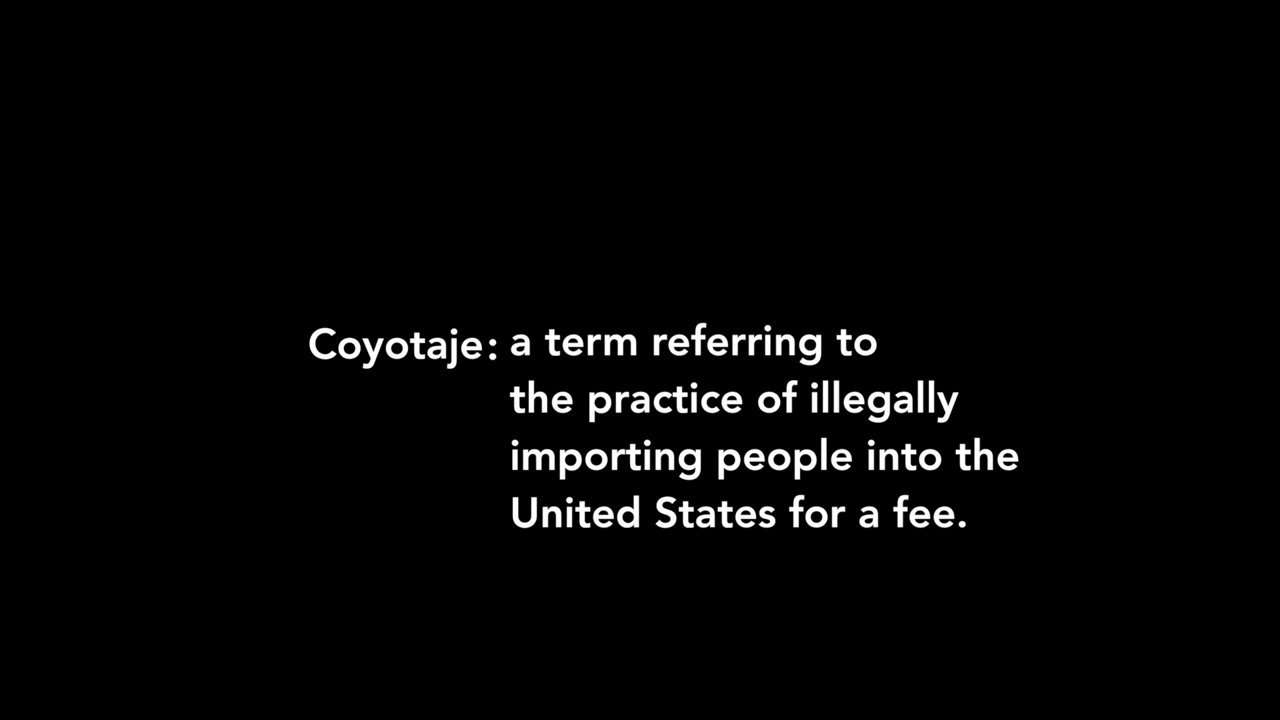 Coyotaje: a term referring to
the practice of illegally
importing people into the
United States for a fee.